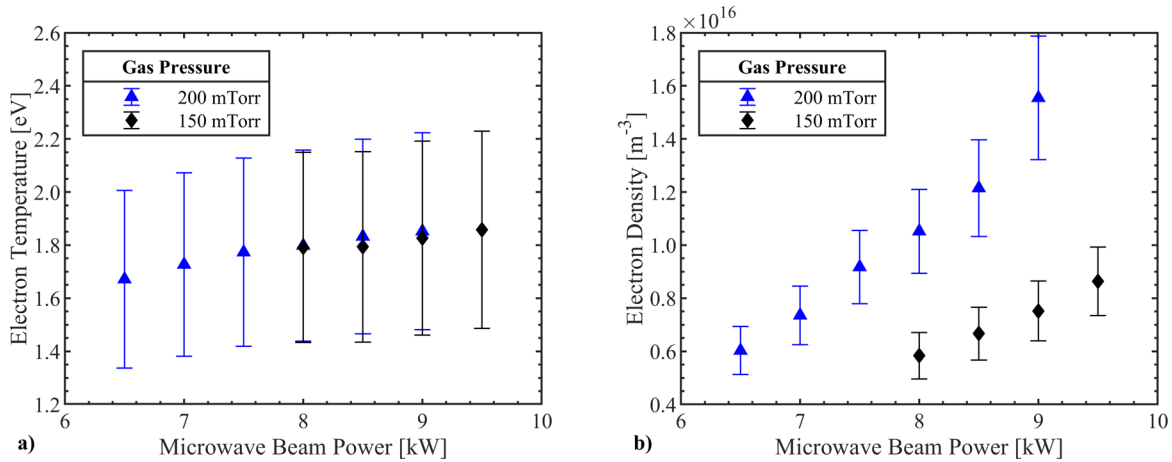 2.6
2.4
2.2
2.0
1.8
1.6
1.4
1.2
Electron Temperature [eV]
Gas Pressure
200 mTorr
150 mTorr
6 7 8 9 10
Microwave Beam Power [kW]
a)
×10^16
1.8
1.6
1.4
1.2
1.0
0.8
0.6
0.4
Electron Density [m^-3]
Gas Pressure
200 mTorr
150 mTorr
6 7 8 9 10
Microwave Beam Power [kW]
b)